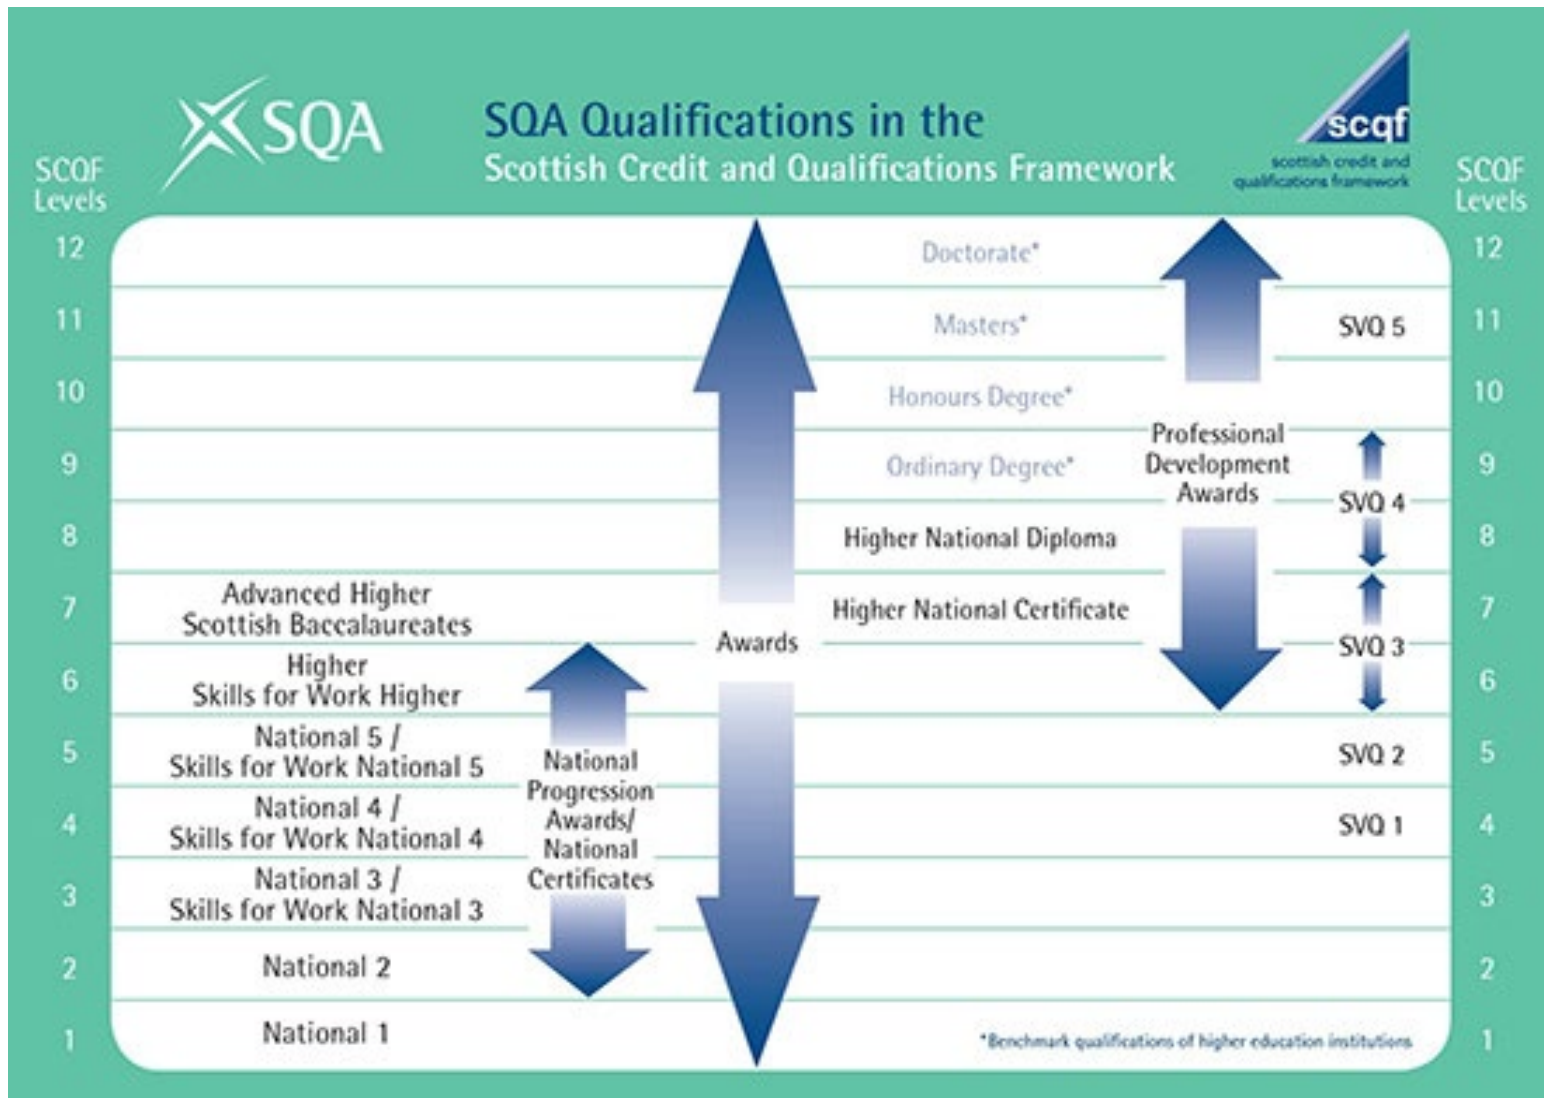 SQA
SQA Qualifications in the
Scottish Credit and Qualifications Framework
scqf
scottish credit and
qualifications framework
SCQF
Levels
SCQF
Levels
12
Doctorate*
12
11
Masters*
SVQ 5
11
10
Honours Degree*
10
Professional
Development
Awards
9
Ordinary Degree*
9
SVQ 4
8
Higher National Diploma
8
7
Advanced Higher
Scottish Baccalaureates
Higher National Certificate
7
Awards
SVQ 3
6
Higher
Skills for Work Higher
6
5
National 5 /
Skills for Work National 5
SVQ 2
5
National
Progression
Awards/
National
Certificates
4
National 4 /
Skills for Work National 4
SVQ 1
4
3
National 3 /
Skills for Work National 3
3
2
National 2
2
1
National 1
*Benchmark qualifications of higher education institutions
1